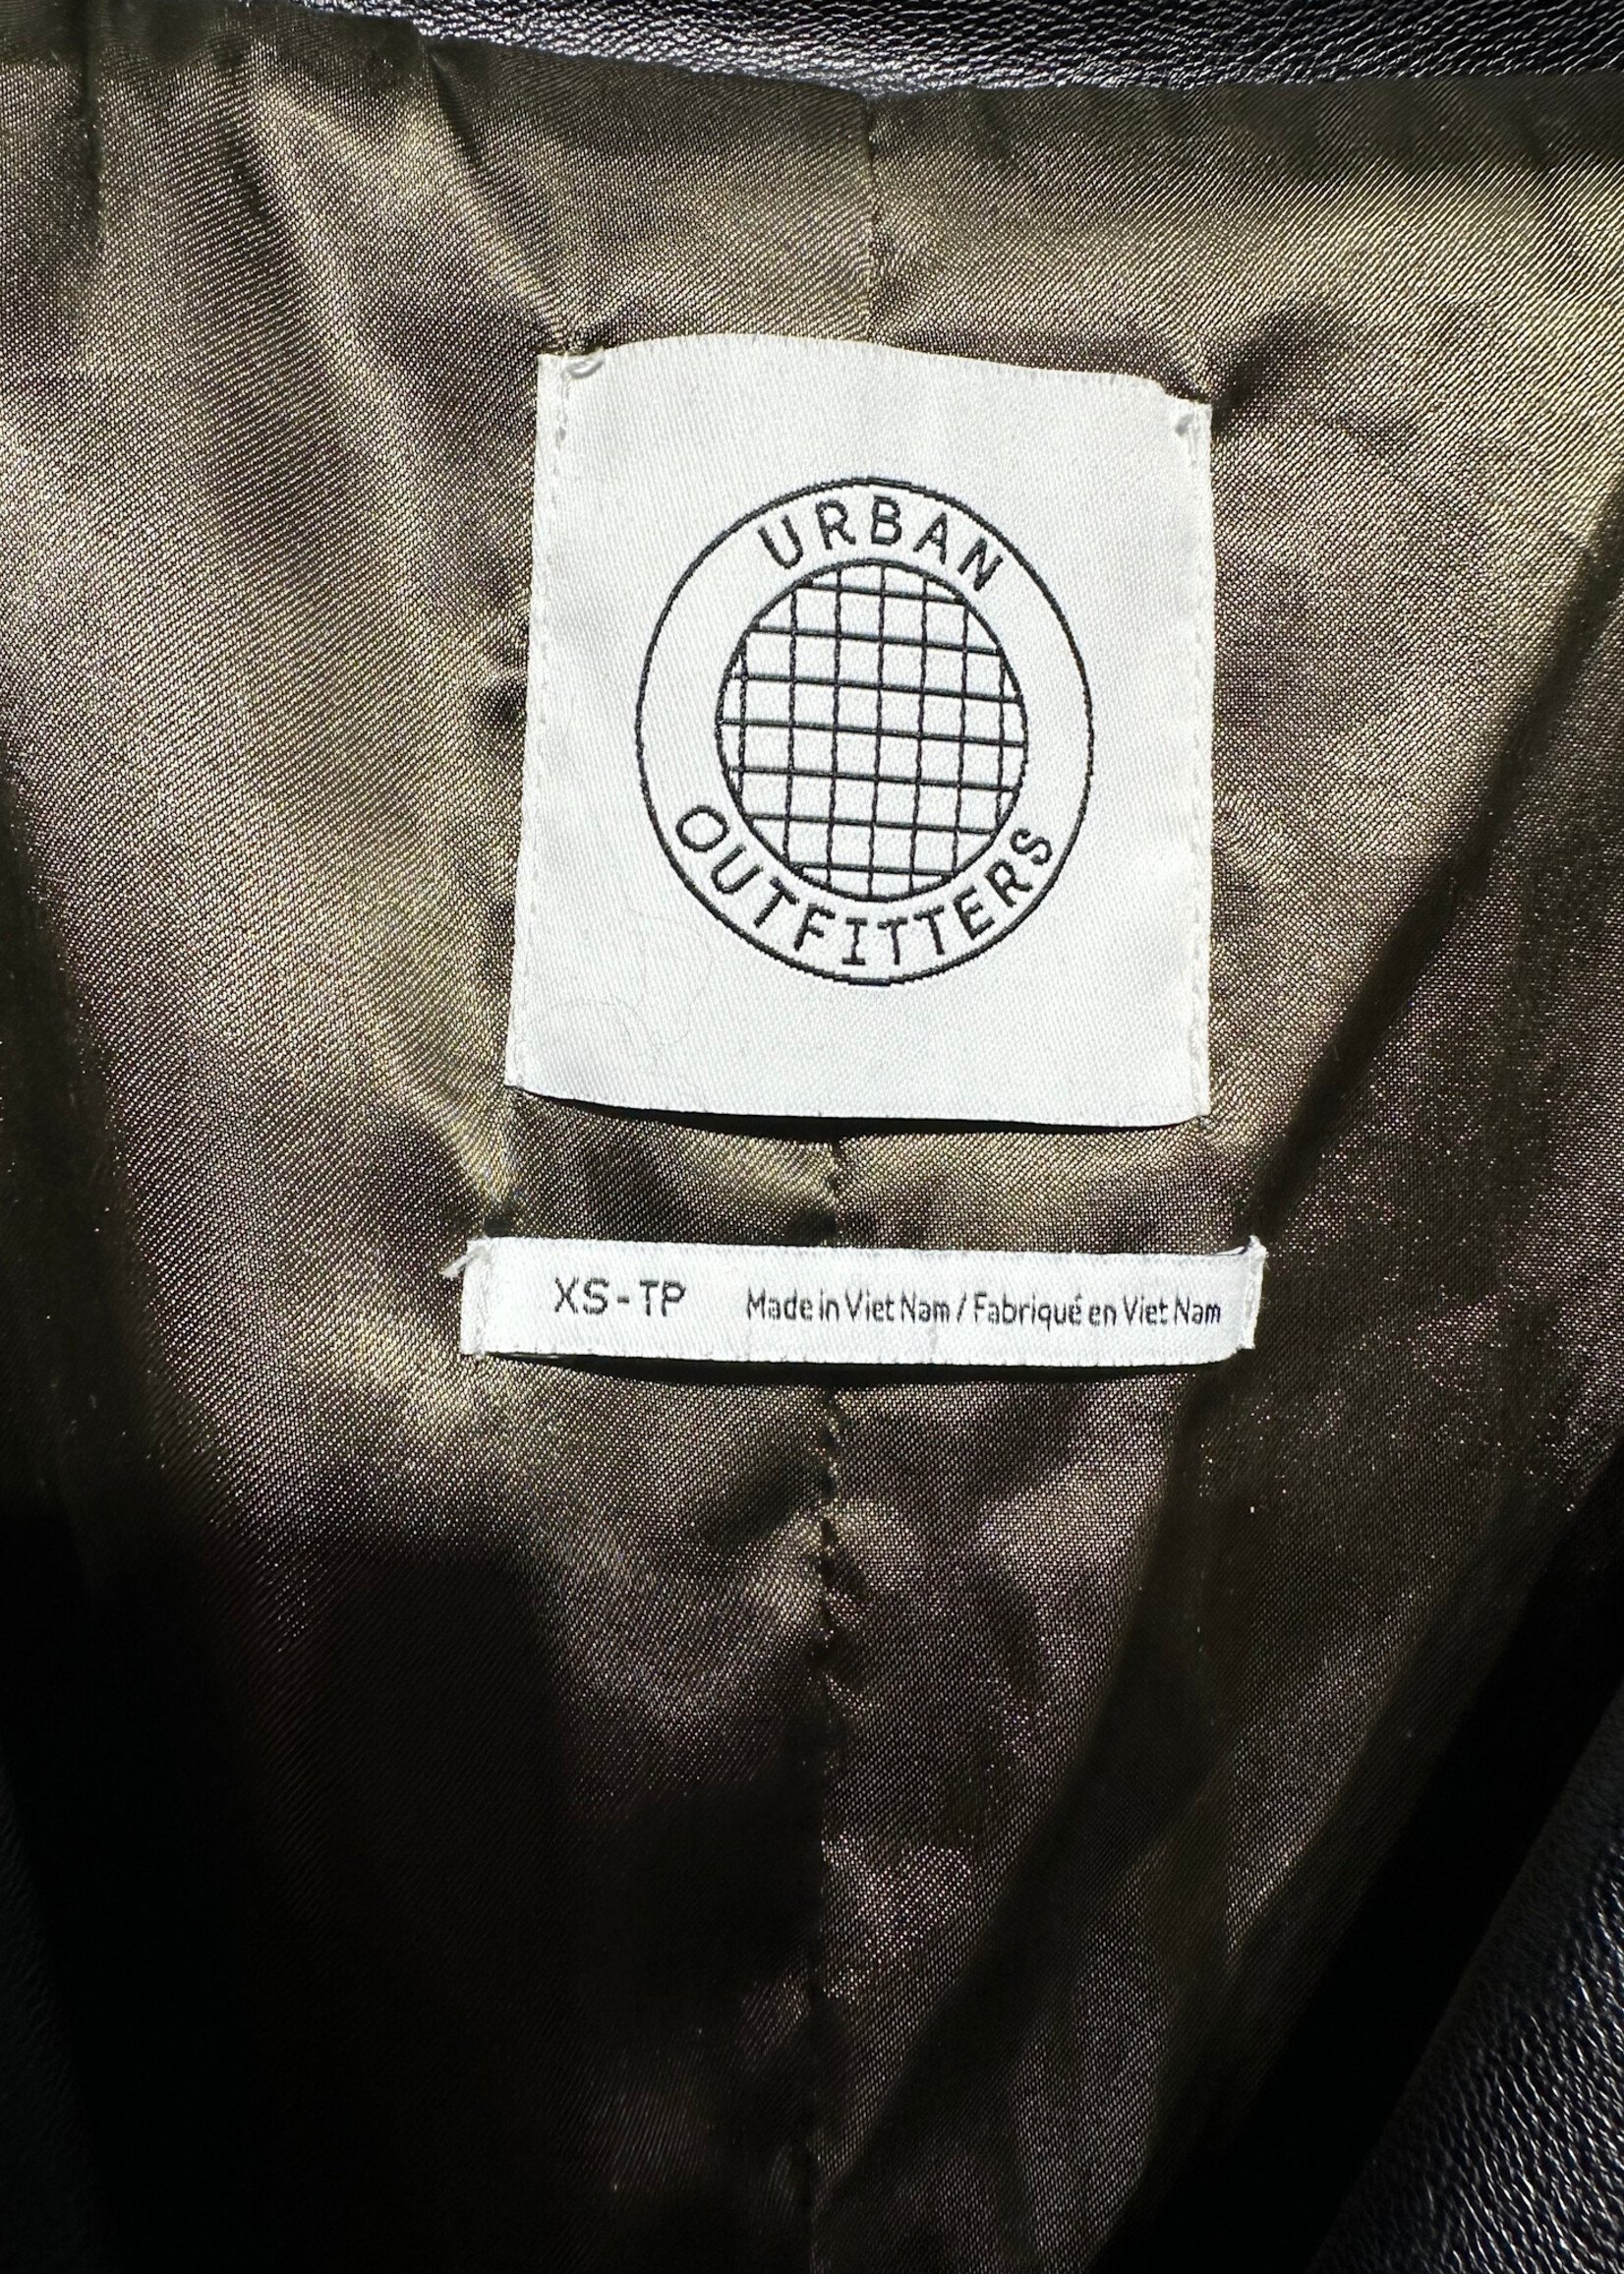 URBAN
OUTFITTERS
XS-TP Made in Viet Nam / Fabriqué en Viet Nam